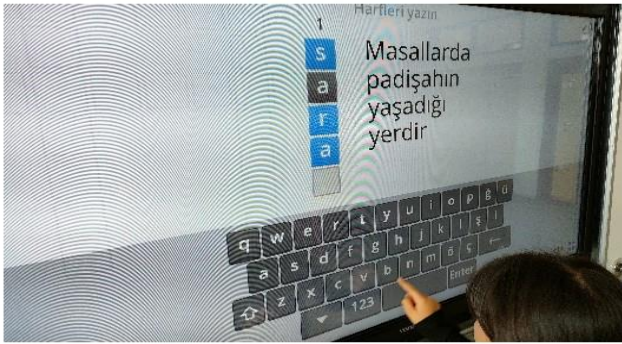 Harfleri yazın
1
s
a
r
a
Masallarda
padişahın
yaşadığı
yerdir
q w e r t y u ı o p ğ ü
a s d f g h j k l ş i
z x c v b n m ö ç
123
Enter